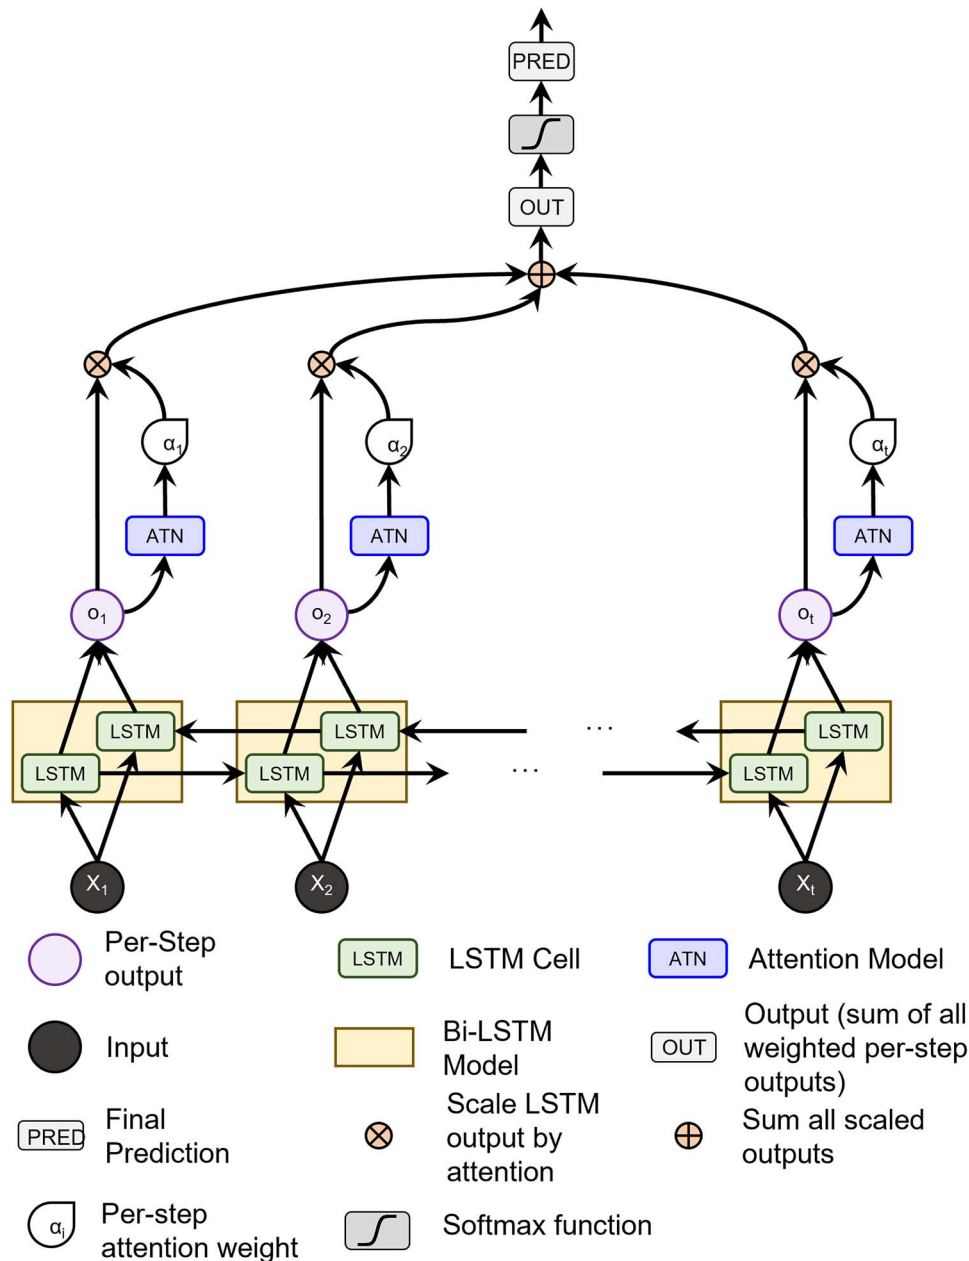 PRED
OUT
α1
α2
αt
ATN
ATN
ATN
o1
o2
ot
LSTM
LSTM
...
LSTM
LSTM
LSTM
...
LSTM
X1
X2
Xt
Per-Step
output
LSTM
LSTM Cell
ATN
Attention Model
Input
Bi-LSTM
Model
OUT
Output (sum of all
weighted per-step
outputs)
PRED
Final
Prediction
Scale LSTM
output by
attention
Sum all scaled
outputs
αi
Per-step
attention weight
Softmax function